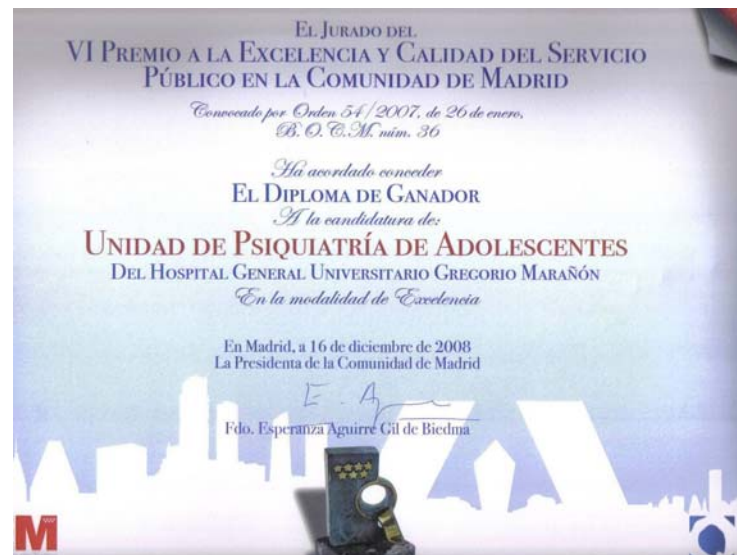 EL JURADO DEL
VI PREMIO A LA EXCELENCIA Y CALIDAD DEL SERVICIO
PÚBLICO EN LA COMUNIDAD DE MADRID
Convocado por Orden 54/2007, de 26 de enero,
B. O. C.M. núm. 36
Ha acordado conceder
EL DIPLOMA DE GANADOR
A la candidatura de:
UNIDAD DE PSIQUIATRÍA DE ADOLESCENTES
DEL HOSPITAL GENERAL UNIVERSITARIO GREGORIO MARAÑÓN
En la modalidad de Excelencia
En Madrid, a 16 de diciembre de 2008
La Presidenta de la Comunidad de Madrid
Fdo. Esperanza Aguirre Gil de Biedma
M